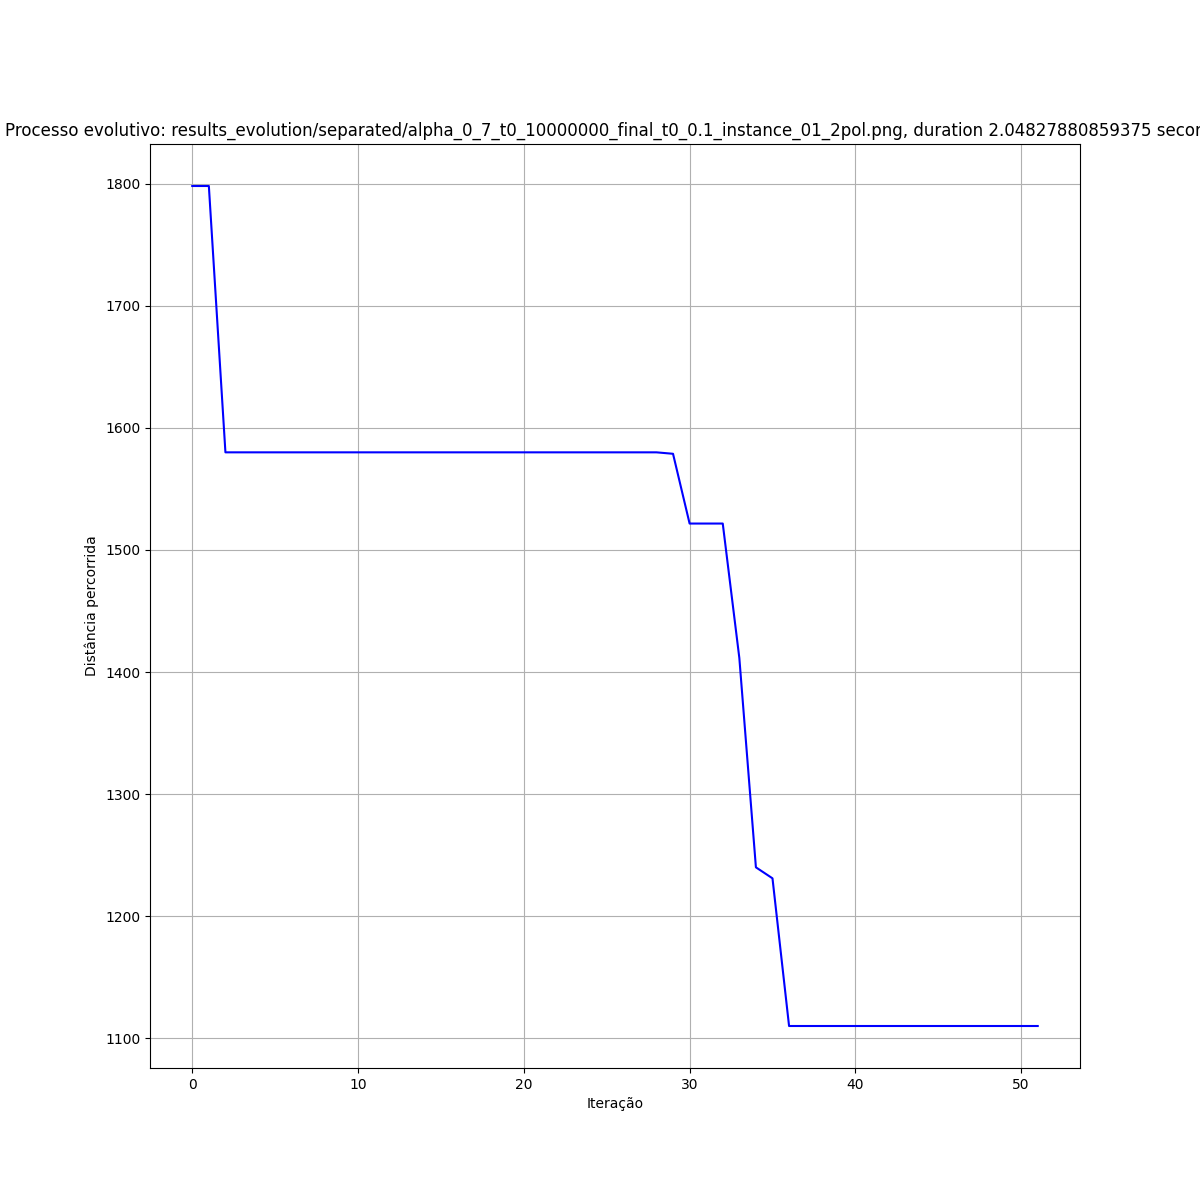 Processo evolutivo: results_evolution/separated/alpha_0_7_t0_10000000_final_t0_0.1_instance_01_2pol.png, duration 2.04827880859375
1800
1700
1600
1500
1400
1300
1200
1100
Distância percorrida
0 10 20 30 40 50
Iteração